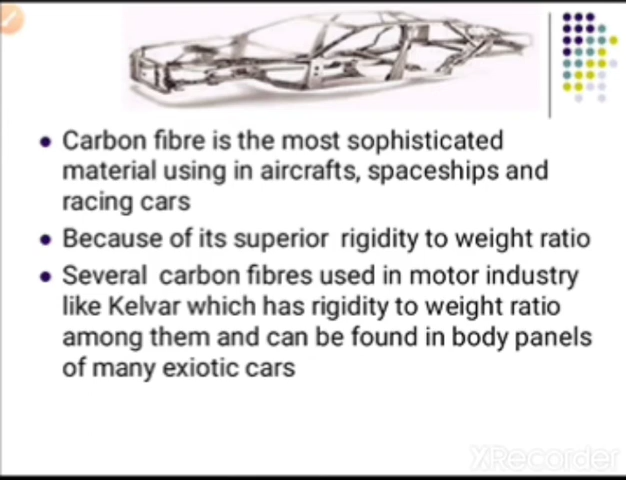 Carbon fibre is the most sophisticated
material using in aircrafts, spaceships and
racing cars
Because of its superior rigidity to weight ratio
Several carbon fibres used in motor industry
like Kelvar which has rigidity to weight ratio
among them and can be found in body panels
of many exiotic cars
XRecorder